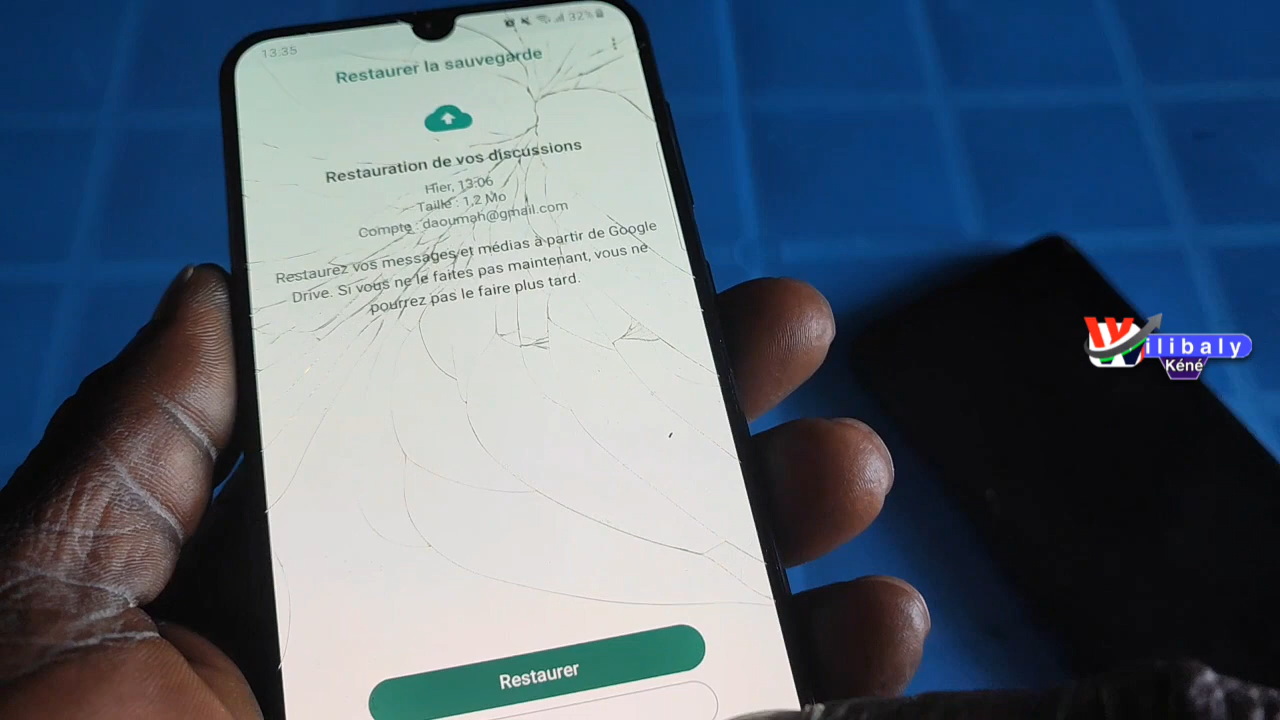 13:35
32%
Restaurer la sauvegarde
Restauration de vos discussions
Hier, 13:06
Taille : 1,2 Mo
Compte : daoumah@gmail.com
Restaurez vos messages et médias à partir de Google
Drive. Si vous ne le faites pas maintenant, vous ne
pourrez pas le faire plus tard.
Restaurer
Wilibaly
Kéné